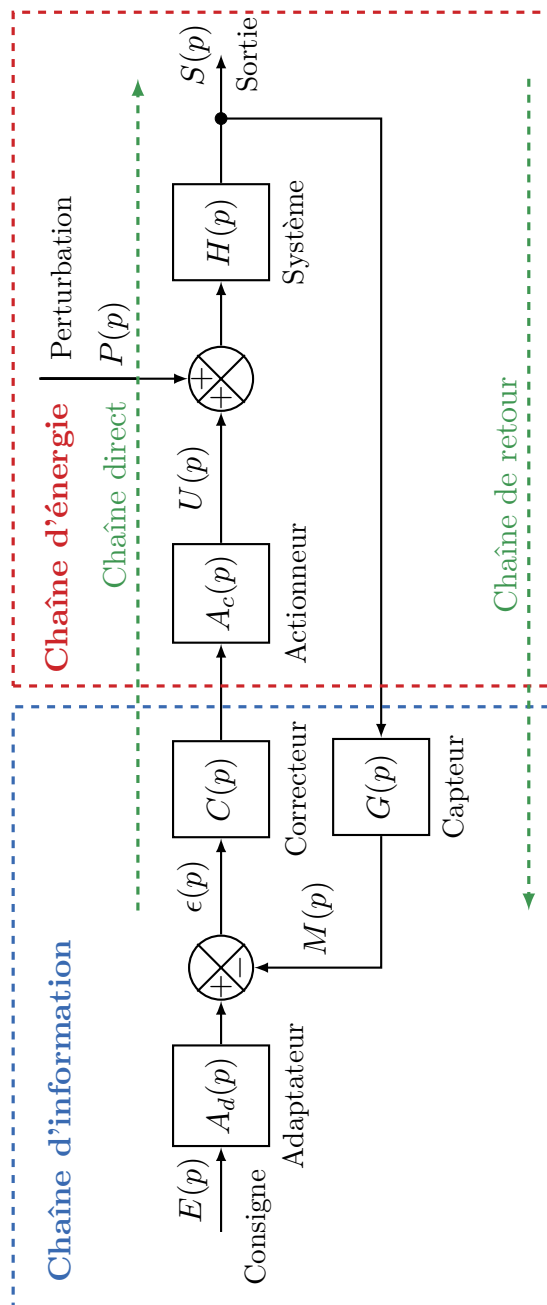 Chaîne d'information
Chaîne d'énergie
Perturbation
P(p)
Chaîne direct
E(p)
Consigne
A_d(p)
Adaptateur
+
−
ϵ(p)
C(p)
Correcteur
A_c(p)
Actionneur
U(p)
+
+
H(p)
Système
S(p)
Sortie
M(p)
G(p)
Capteur
Chaîne de retour